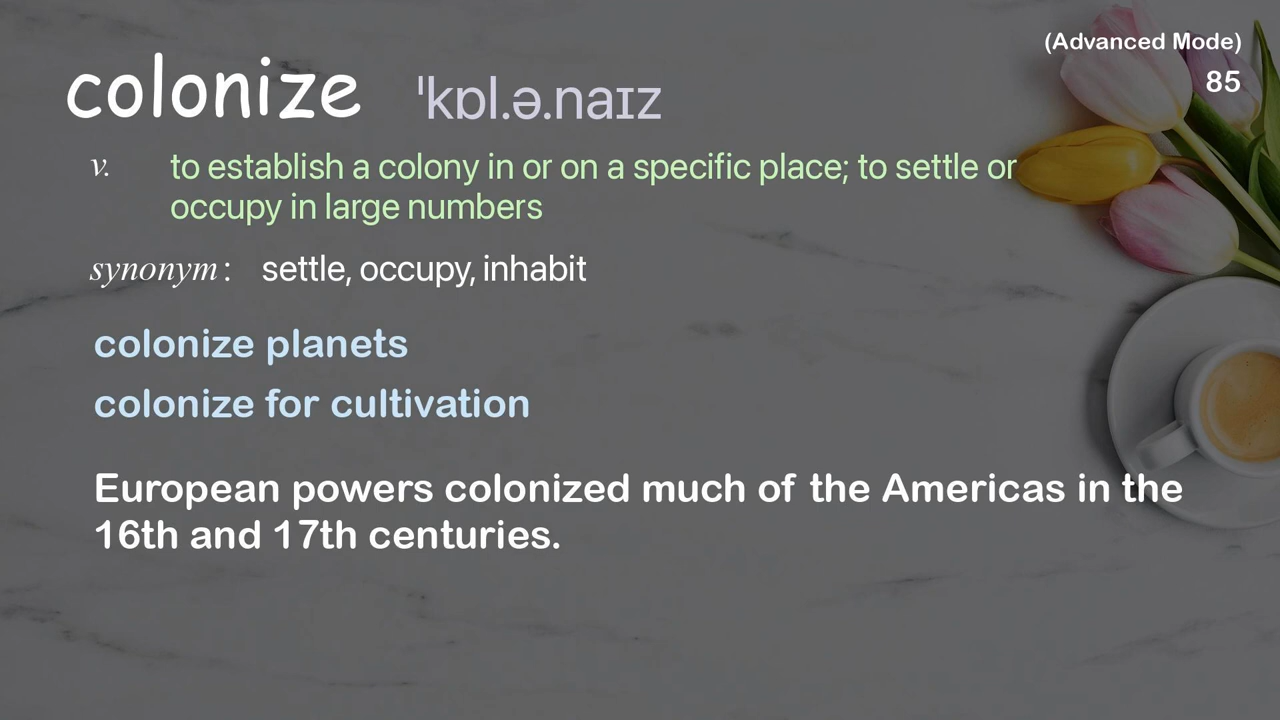 (Advanced Mode)
85
colonize ˈkɒl.ə.naɪz
v. to establish a colony in or on a specific place; to settle or
occupy in large numbers
synonym: settle, occupy, inhabit
colonize planets
colonize for cultivation
European powers colonized much of the Americas in the
16th and 17th centuries.